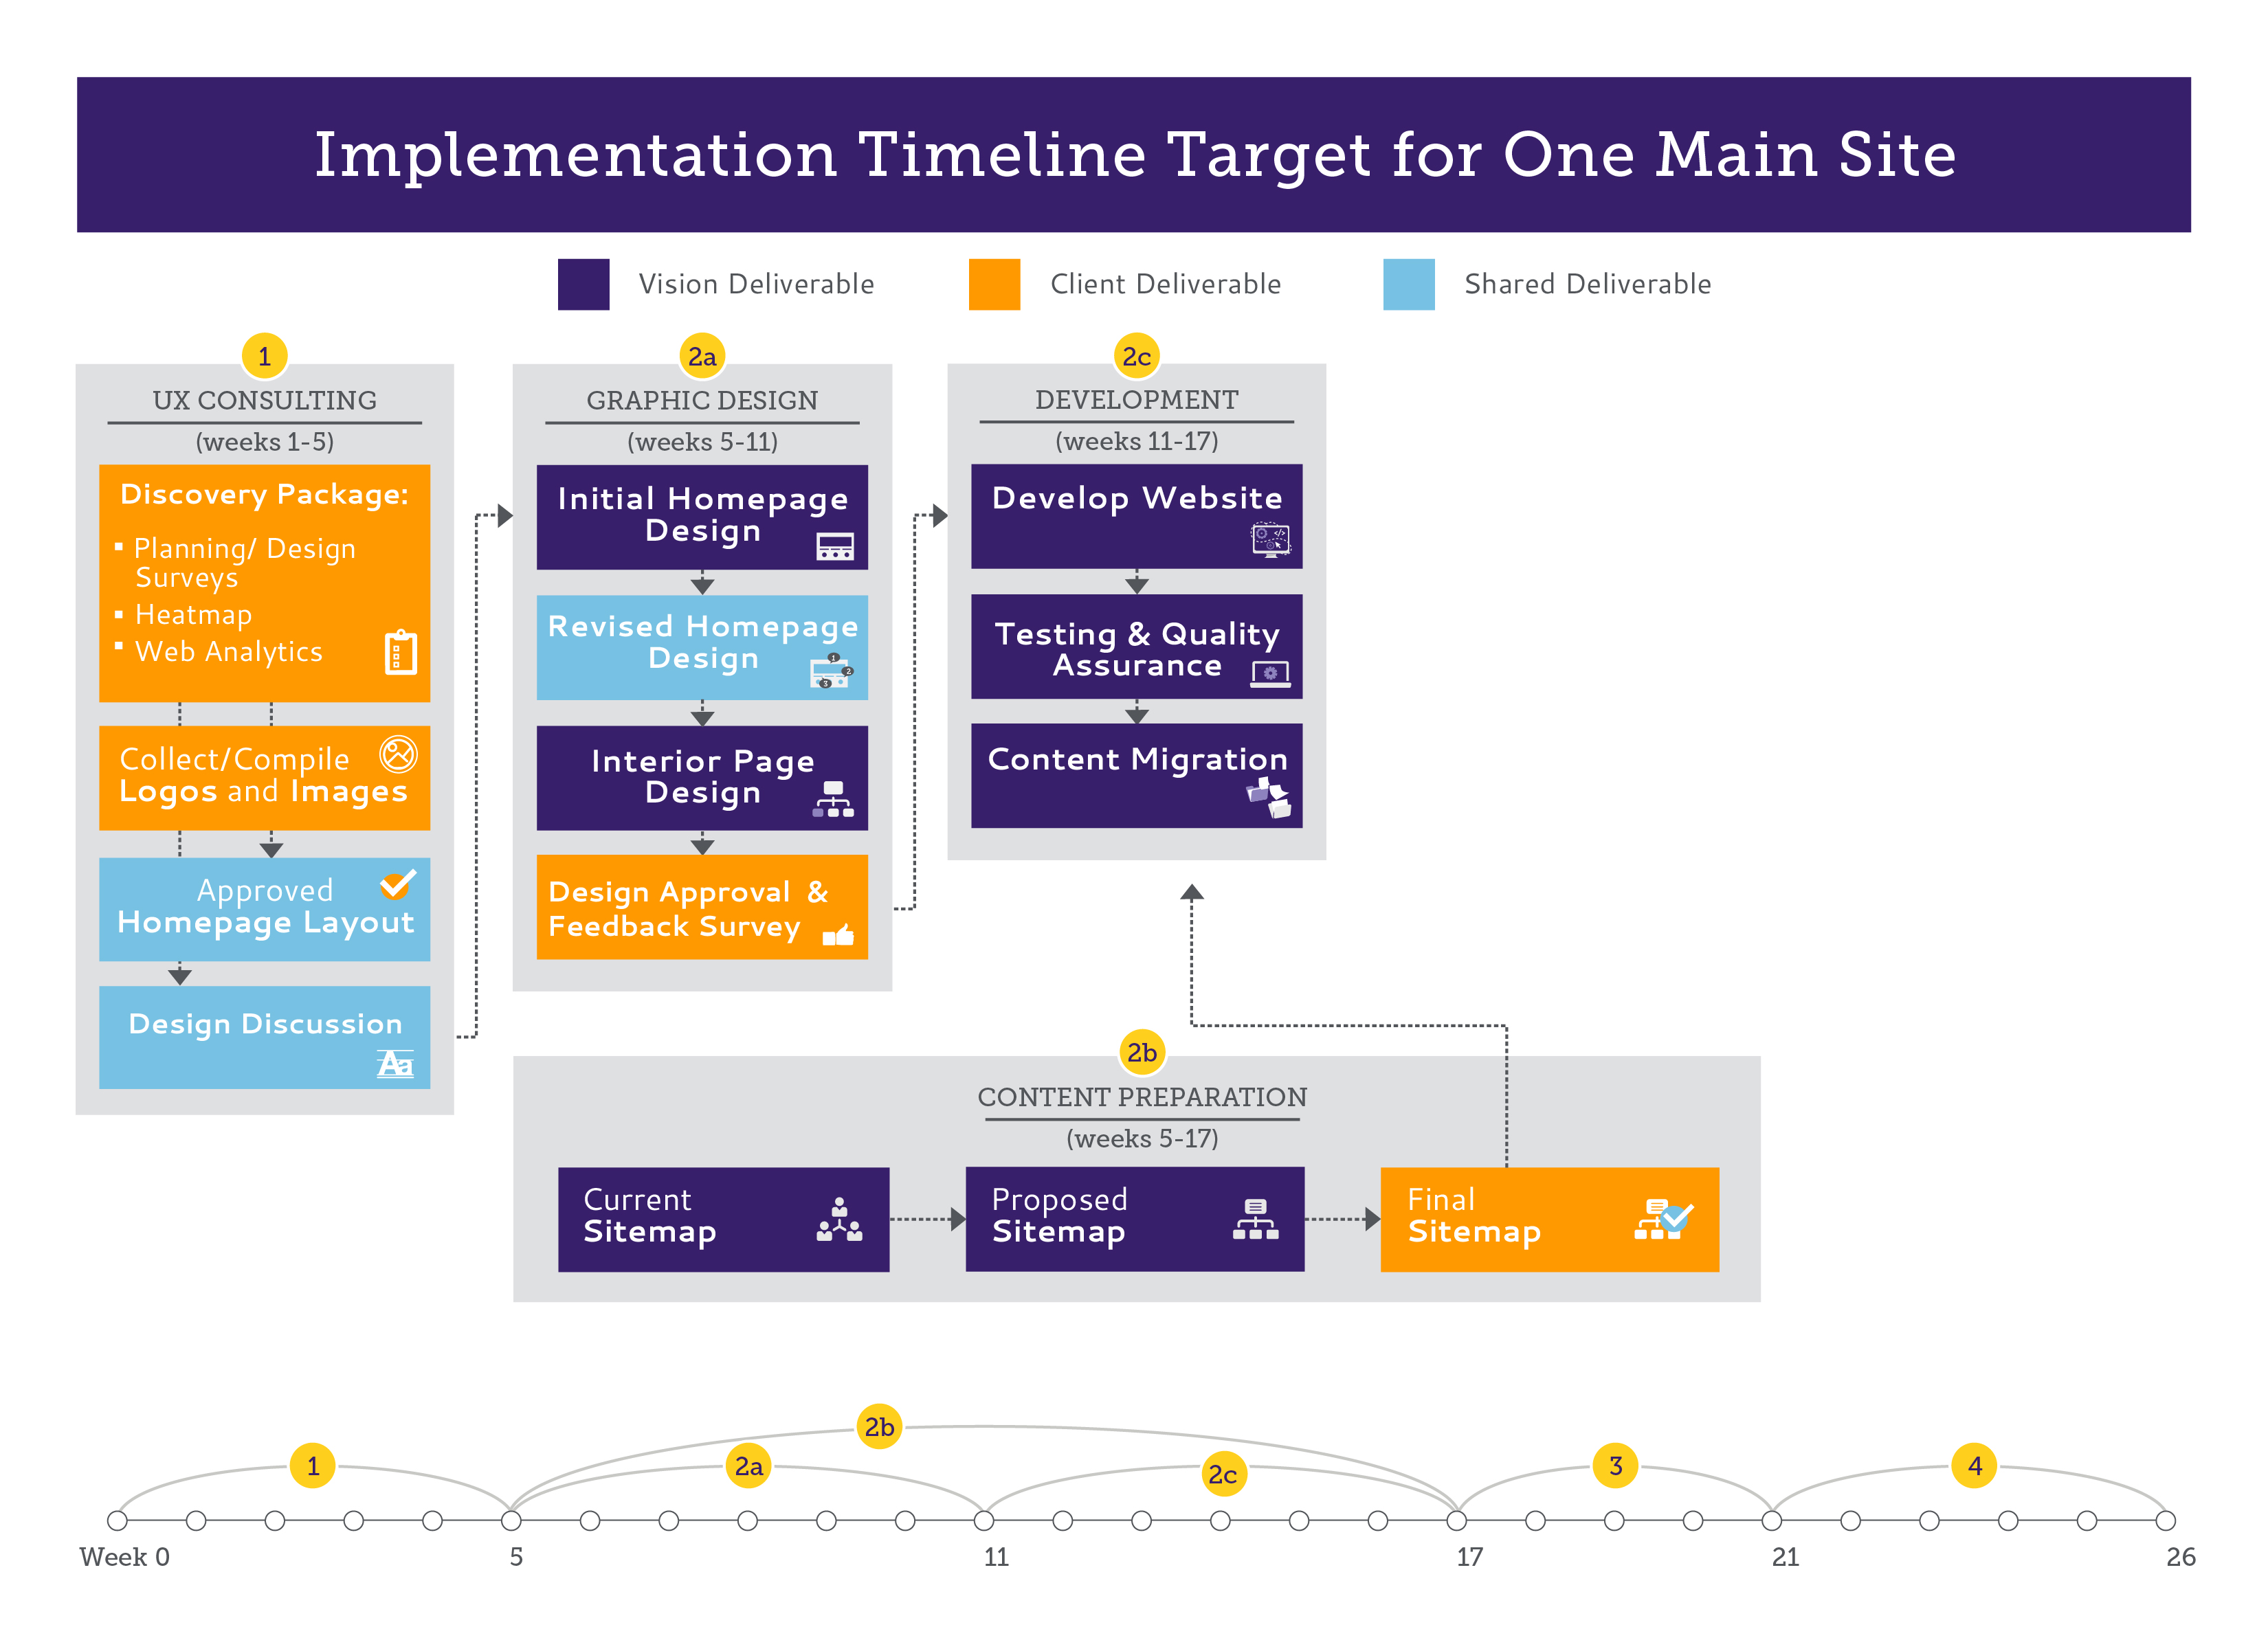 Implementation Timeline Target for One Main Site
Vision Deliverable
Client Deliverable
Shared Deliverable
1
UX CONSULTING
(weeks 1-5)
Discovery Package:
▪ Planning/ Design
Surveys
▪ Heatmap
▪ Web Analytics
Collect/Compile
Logos and Images
Approved
Homepage Layout
Design Discussion
Aa
2a
GRAPHIC DESIGN
(weeks 5-11)
Initial Homepage
Design
Revised Homepage
Design
1
2
3
Interior Page
Design
Design Approval &
Feedback Survey
2c
DEVELOPMENT
(weeks 11-17)
Develop Website
</>
Testing & Quality
Assurance
Content Migration
2b
CONTENT PREPARATION
(weeks 5-17)
Current
Sitemap
Proposed
Sitemap
Final
Sitemap
1
2b
2a
2c
3
4
Week 0
5
11
17
21
26